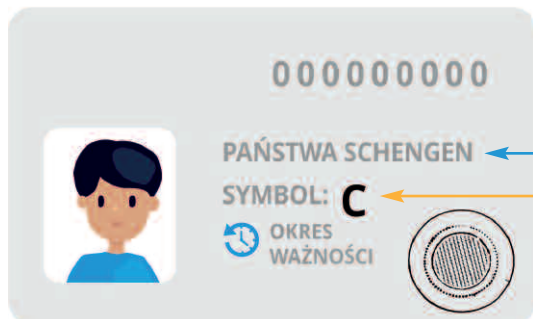 000000000
PAŃSTWA SCHENGEN
SYMBOL: C
OKRES
WAŻNOŚCI